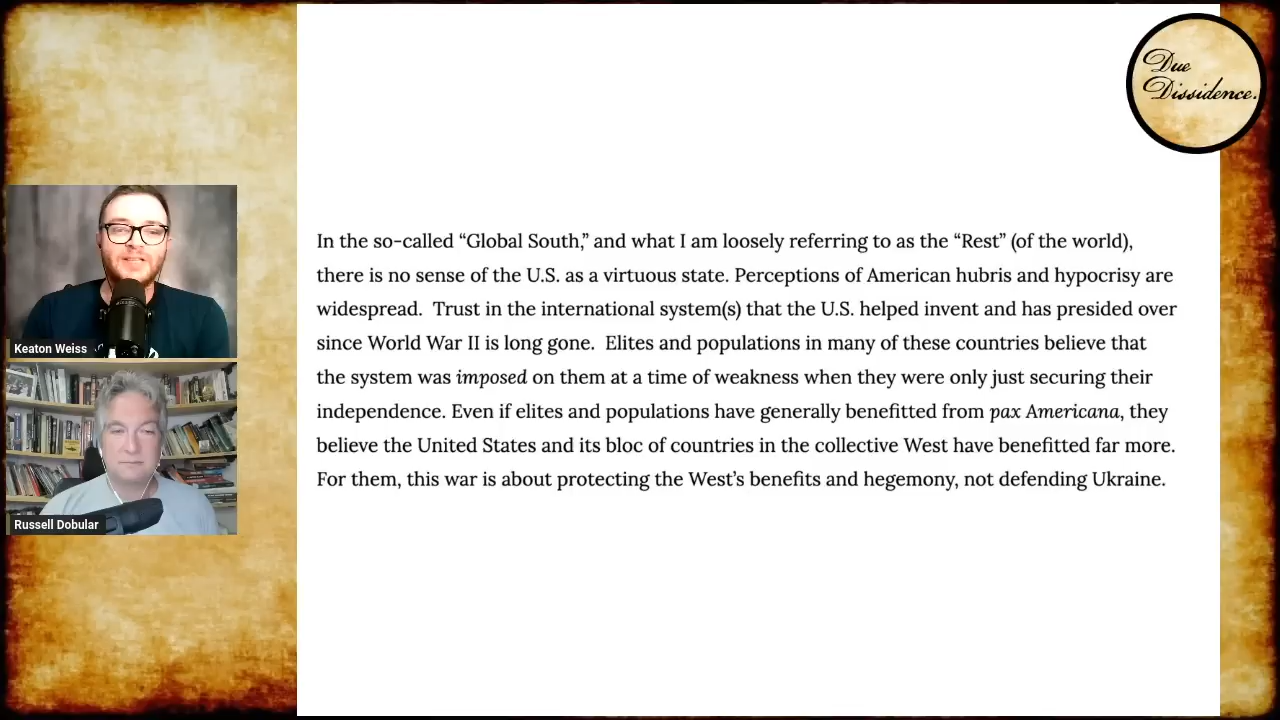 Due
Dissidence.
In the so-called “Global South,” and what I am loosely referring to as the “Rest” (of the world),
there is no sense of the U.S. as a virtuous state. Perceptions of American hubris and hypocrisy are
widespread.  Trust in the international system(s) that the U.S. helped invent and has presided over
since World War II is long gone.  Elites and populations in many of these countries believe that
the system was imposed on them at a time of weakness when they were only just securing their
independence. Even if elites and populations have generally benefitted from pax Americana, they
believe the United States and its bloc of countries in the collective West have benefitted far more.
For them, this war is about protecting the West’s benefits and hegemony, not defending Ukraine.
Keaton Weiss
Russell Dobular